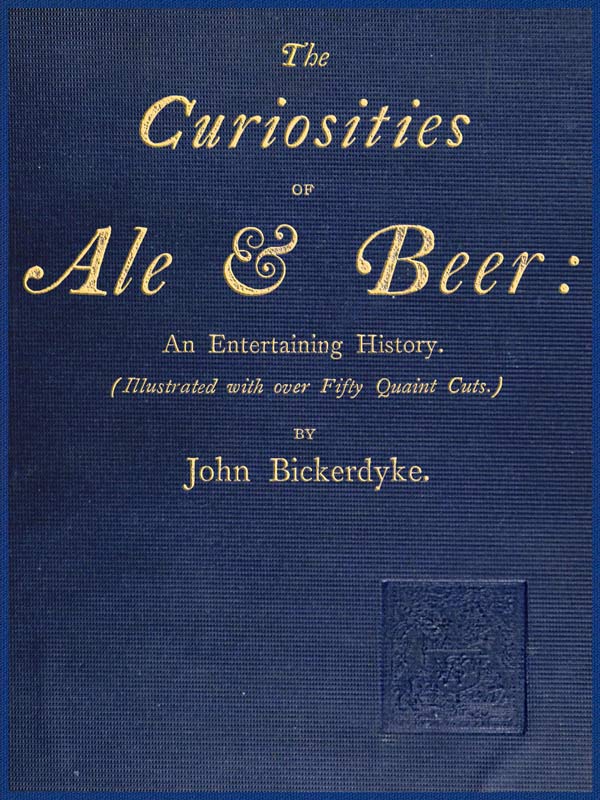 The
Curiosities
OF
Ale & Beer:
An Entertaining History.
(Illustrated with over Fifty Quaint Cuts.)
BY
John Bickerdyke.